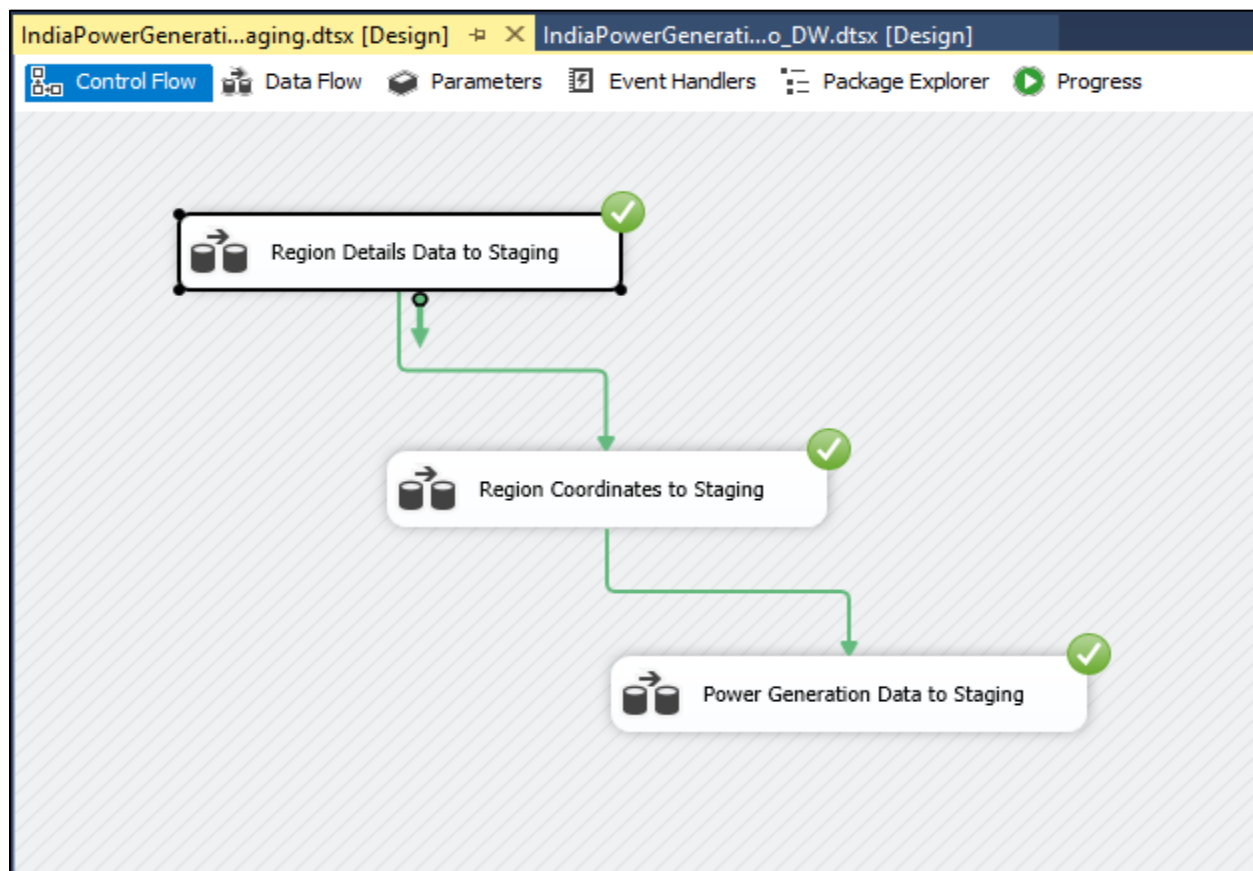 IndiaPowerGenerati...aging.dtsx [Design] IndiaPowerGenerati...o_DW.dtsx [Design]
Control Flow Data Flow Parameters Event Handlers Package Explorer Progress
Region Details Data to Staging
Region Coordinates to Staging
Power Generation Data to Staging